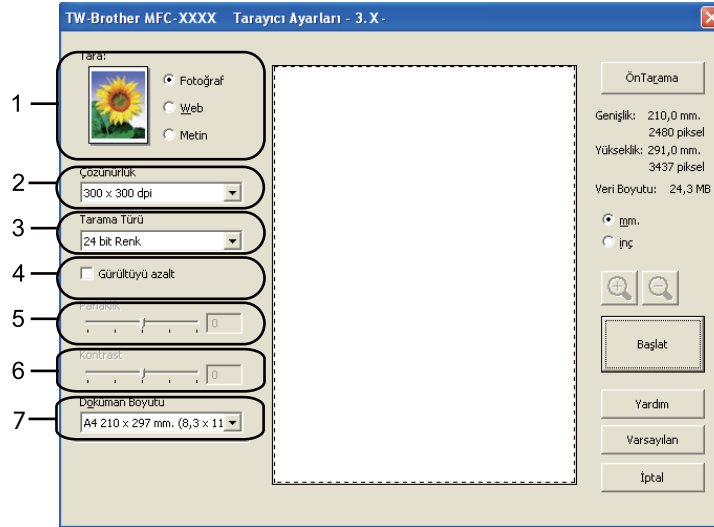 TW-Brother MFC-XXXX Tarayıcı Ayarları - 3. X -
Tara:
Fotoğraf
Web
Metin
1
Çözünürlük
300 x 300 dpi
2
Tarama Türü
24 bit Renk
3
Gürültüyü azalt
4
Parlaklık
0
5
Kontrast
0
6
Doküman Boyutu
A4 210 x 297 mm. (8,3 x 11
7
ÖnTarama
Genişlik: 210,0 mm.
2480 piksel
Yükseklik: 291,0 mm.
3437 piksel
Veri Boyutu: 24,3 MB
mm.
inç
Başlat
Yardım
Varsayılan
İptal